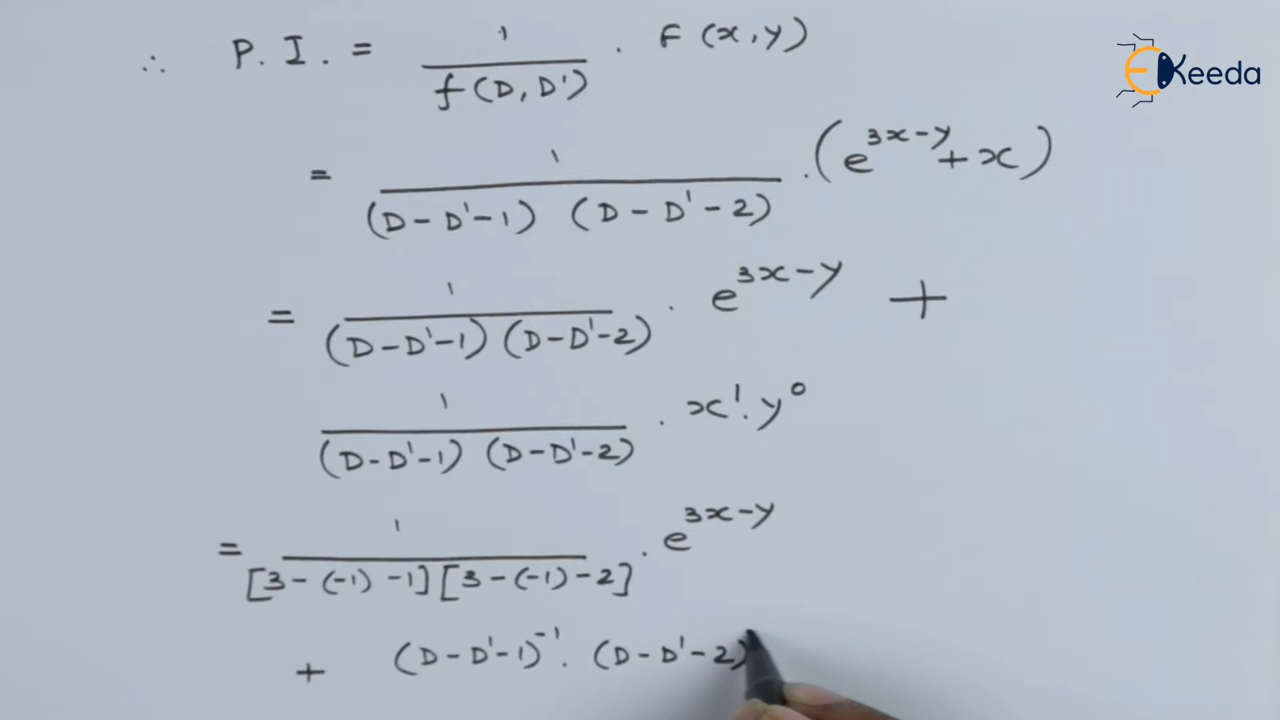 ∴ P. I. = 1 / f(D, D') . F (x, y)
EKeeda
= 1 / (D - D' - 1) (D - D' - 2) . (e^{3x-y} + x)
= 1 / (D - D' - 1) (D - D' - 2) . e^{3x-y} +
1 / (D - D' - 1) (D - D' - 2) . x^1 . y^0
= 1 / [3 - (-1) - 1] [3 - (-1) - 2] . e^{3x-y}
+ (D - D' - 1)^{-1} . (D - D' - 2)